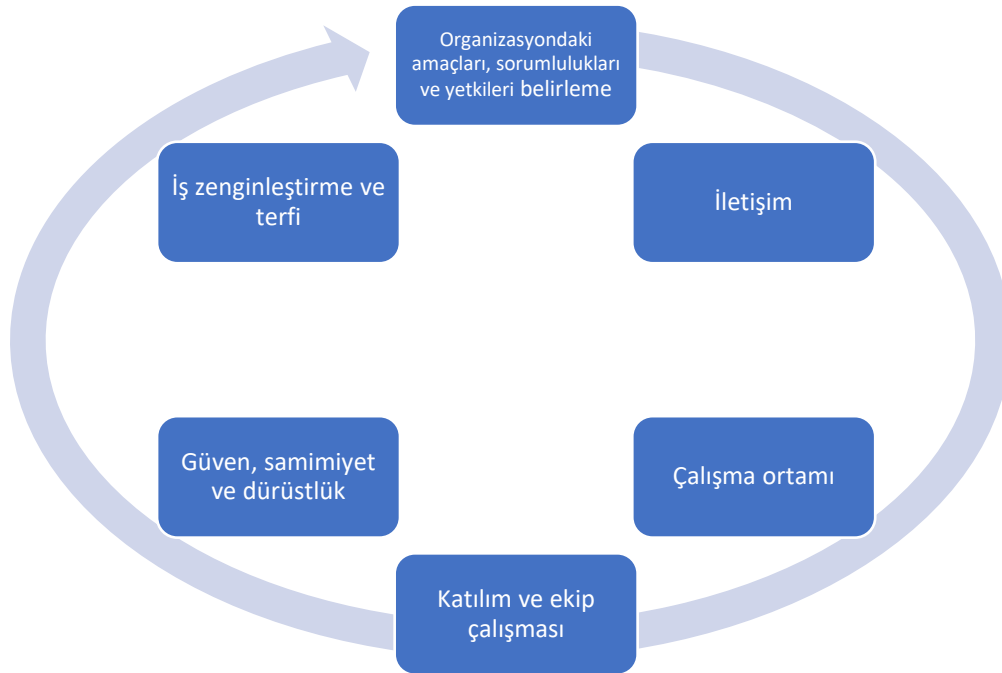 Organizasyondaki
amaçları, sorumlulukları
ve yetkileri belirleme
İletişim
Çalışma ortamı
Katılım ve ekip
çalışması
Güven, samimiyet
ve dürüstlük
İş zenginleştirme ve
terfi